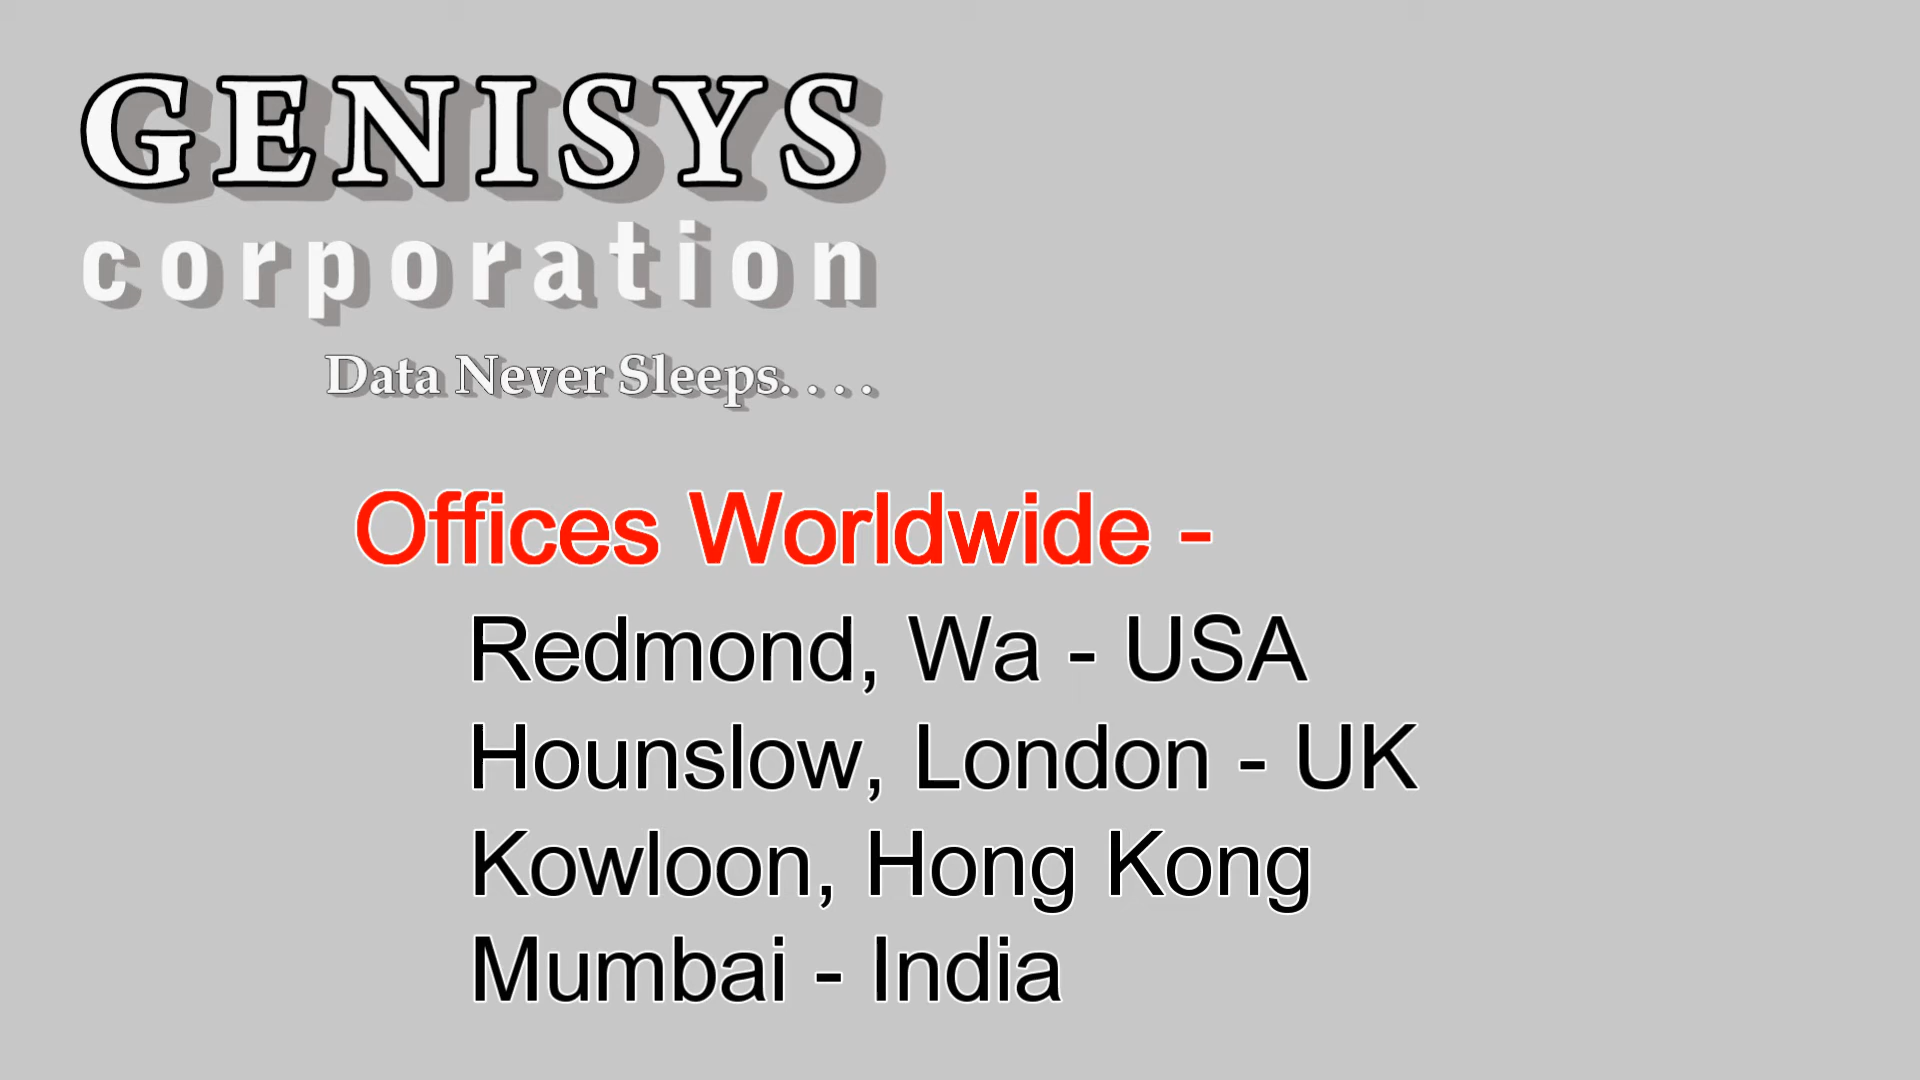 GENISYS
corporation
Data Never Sleeps. . . .
Offices Worldwide -
Redmond, Wa - USA
Hounslow, London - UK
Kowloon, Hong Kong
Mumbai - India